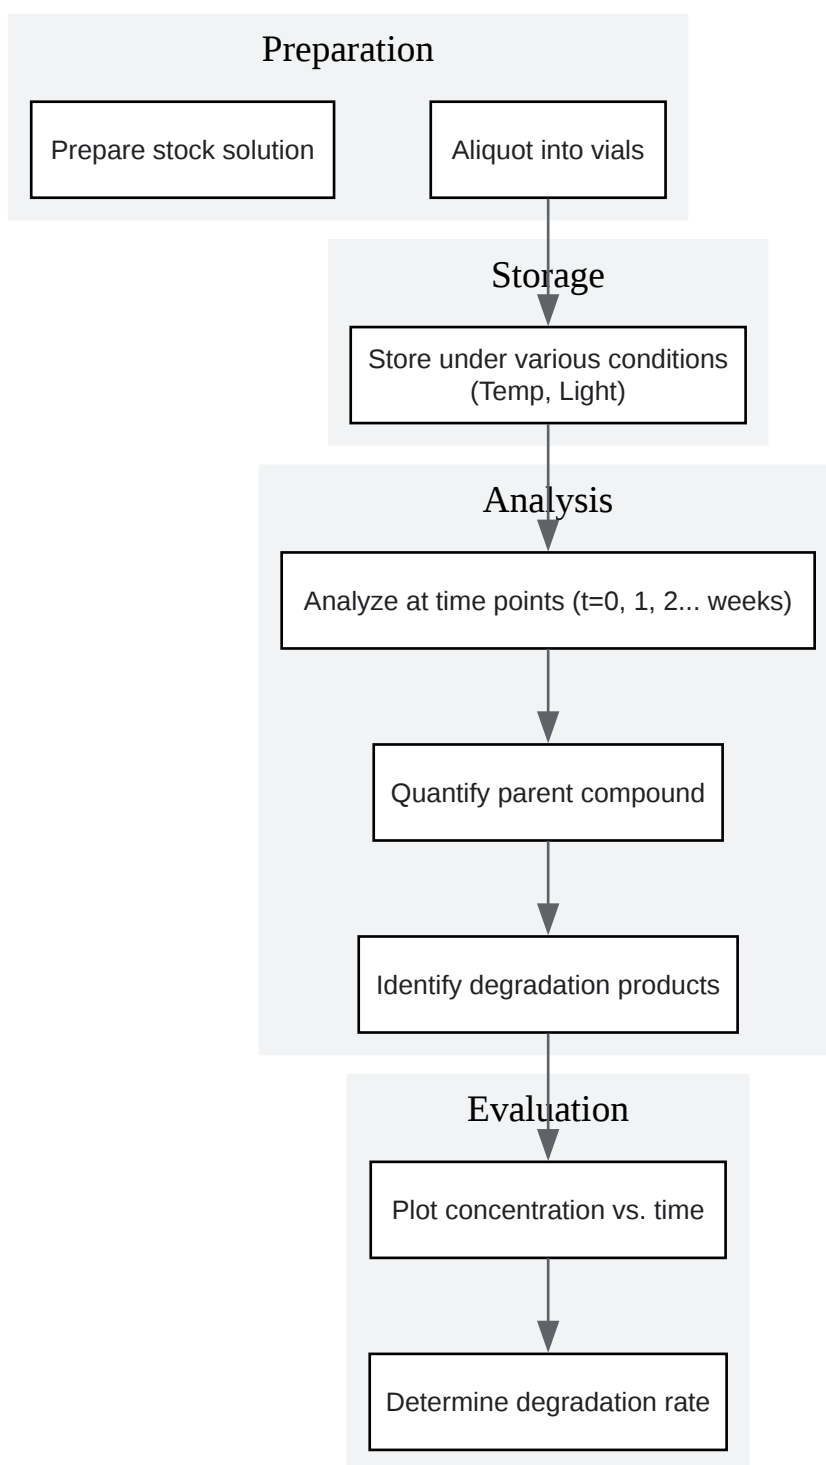 Preparation
Prepare stock solution
Aliquot into vials
Storage
Store under various conditions
(Temp, Light)
Analysis
Analyze at time points (t=0, 1, 2... weeks)
Quantify parent compound
Identify degradation products
Evaluation
Plot concentration vs. time
Determine degradation rate